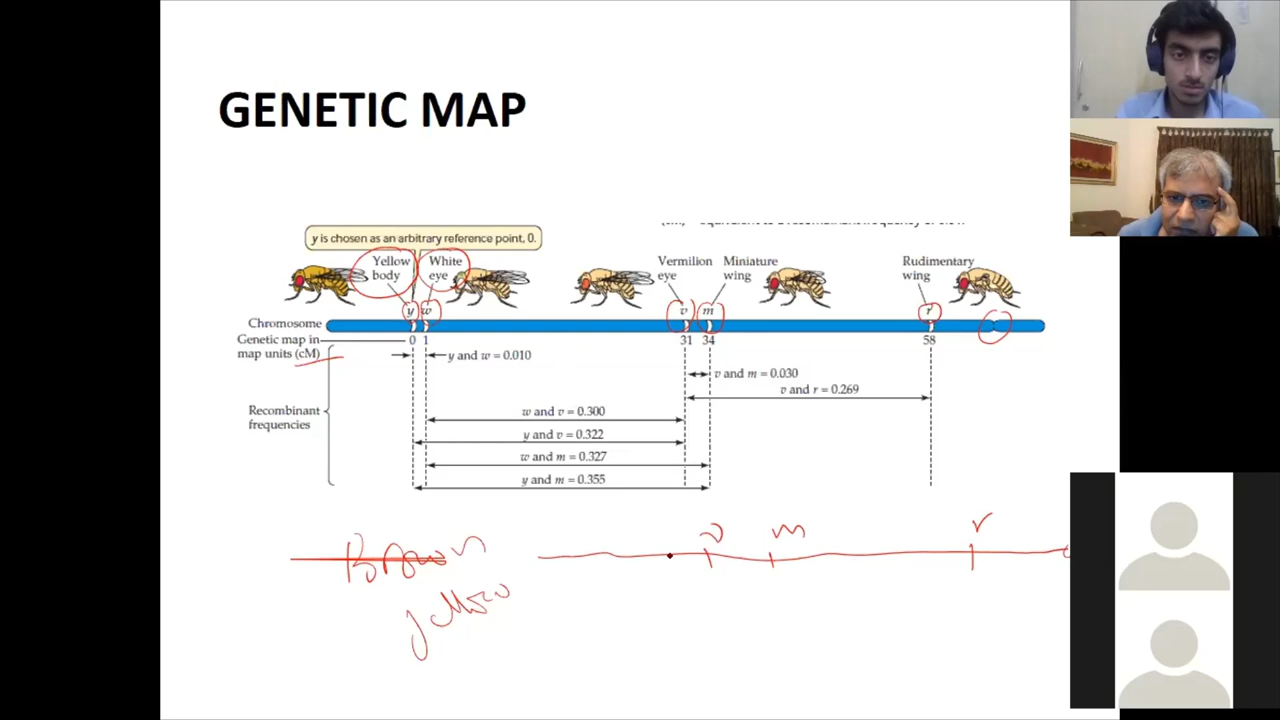 GENETIC MAP
y is chosen as an arbitrary reference point, 0.
Yellow body
White eye
Vermilion eye
Miniature wing
Rudimentary wing
y w v m r
Chromosome
Genetic map in map units (cM) 0 1 31 34 58
y and w = 0.010
v and m = 0.030
v and r = 0.269
Recombinant frequencies
w and v = 0.300
y and v = 0.322
w and m = 0.327
y and m = 0.355
v m r
Brown
yellow